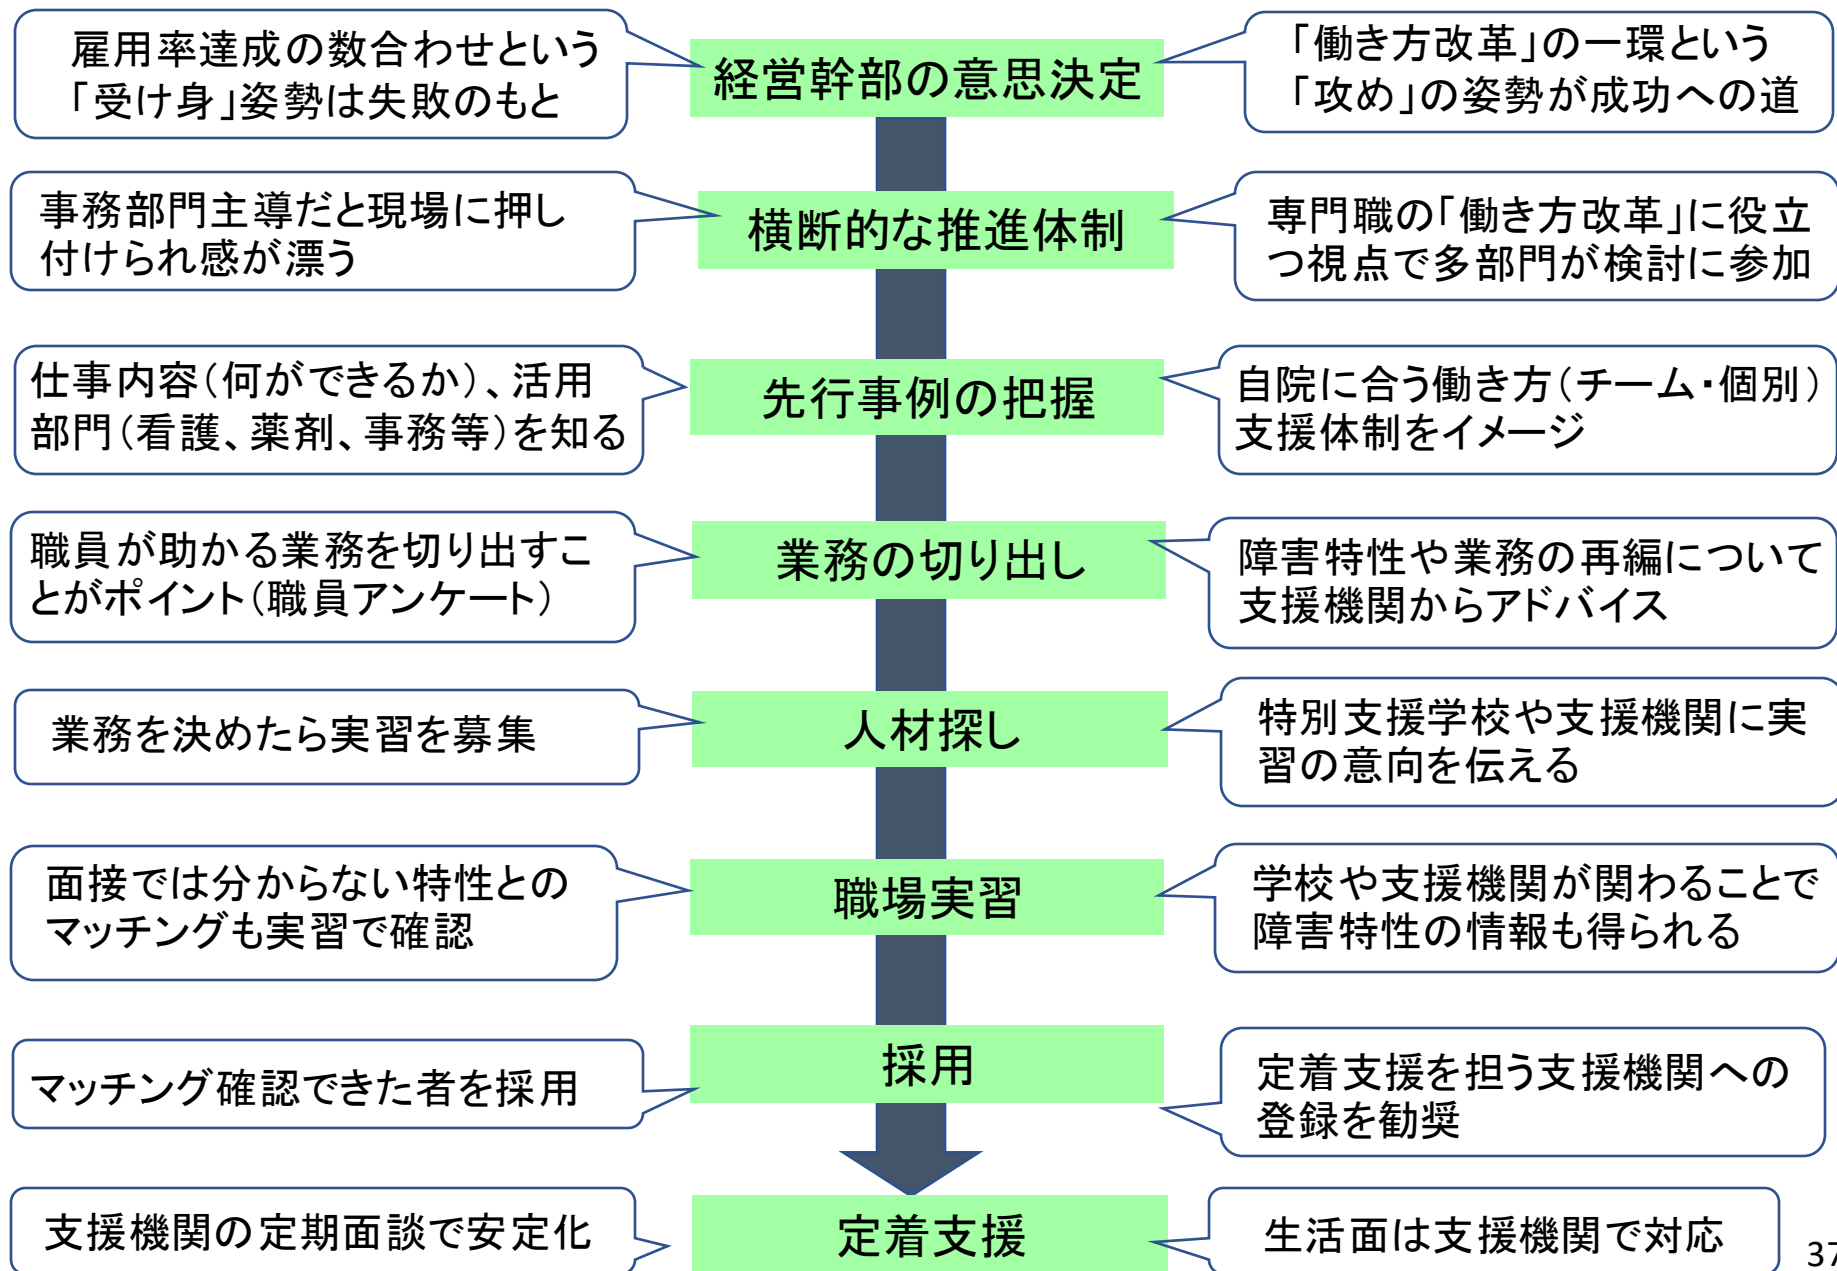 雇用率達成の数合わせという
「受け身」姿勢は失敗のもと
経営幹部の意思決定
「働き方改革」の一環という
「攻め」の姿勢が成功への道
事務部門主導だと現場に押し
付けられ感が漂う
横断的な推進体制
専門職の「働き方改革」に役立
つ視点で多部門が検討に参加
仕事内容（何ができるか）、活用
部門（看護、薬剤、事務等）を知る
先行事例の把握
自院に合う働き方（チーム・個別）
支援体制をイメージ
職員が助かる業務を切り出すこ
とがポイント（職員アンケート）
業務の切り出し
障害特性や業務の再編について
支援機関からアドバイス
業務を決めたら実習を募集
人材探し
特別支援学校や支援機関に実
習の意向を伝える
面接では分からない特性との
マッチングも実習で確認
職場実習
学校や支援機関が関わることで
障害特性の情報も得られる
マッチング確認できた者を採用
採用
定着支援を担う支援機関への
登録を勧奨
支援機関の定期面談で安定化
定着支援
生活面は支援機関で対応
37